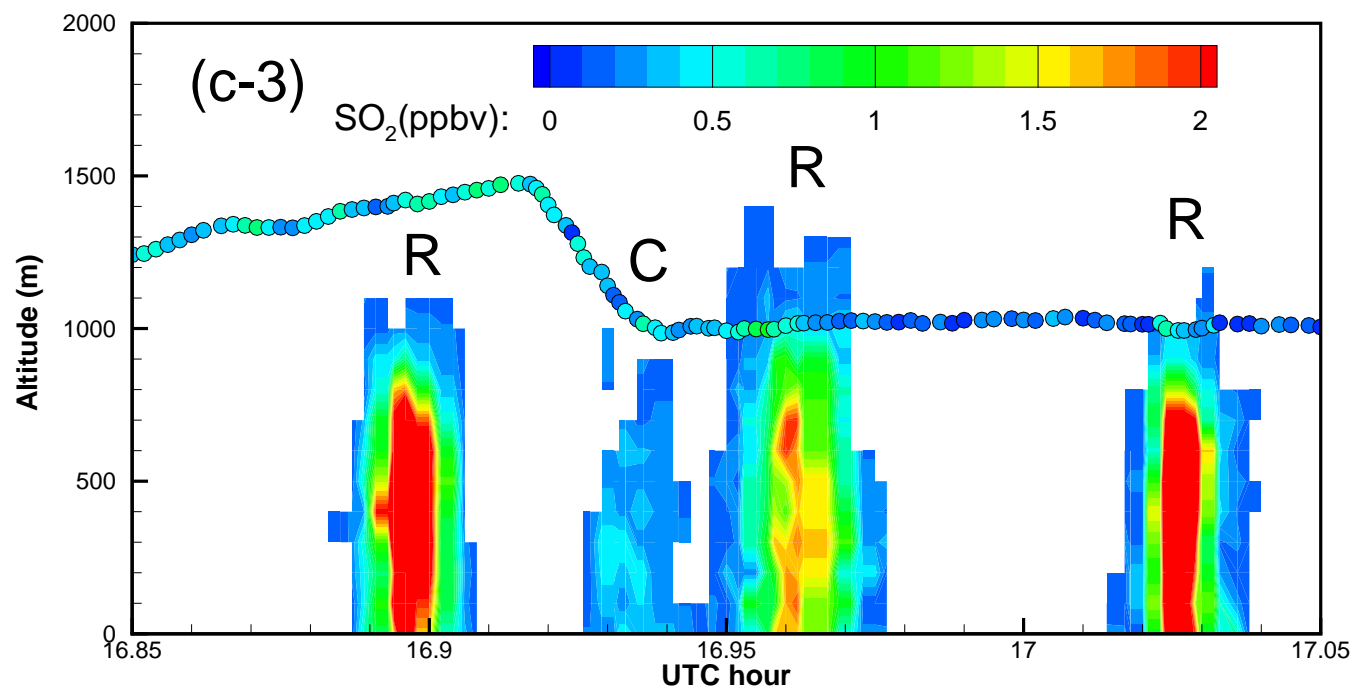 2000
(c-3)
SO2(ppbv): 0 0.5 1 1.5 2
R
1500
R
R
C
1000
Altitude (m)
500
0
16.85 16.9 16.95 17 17.05
UTC hour